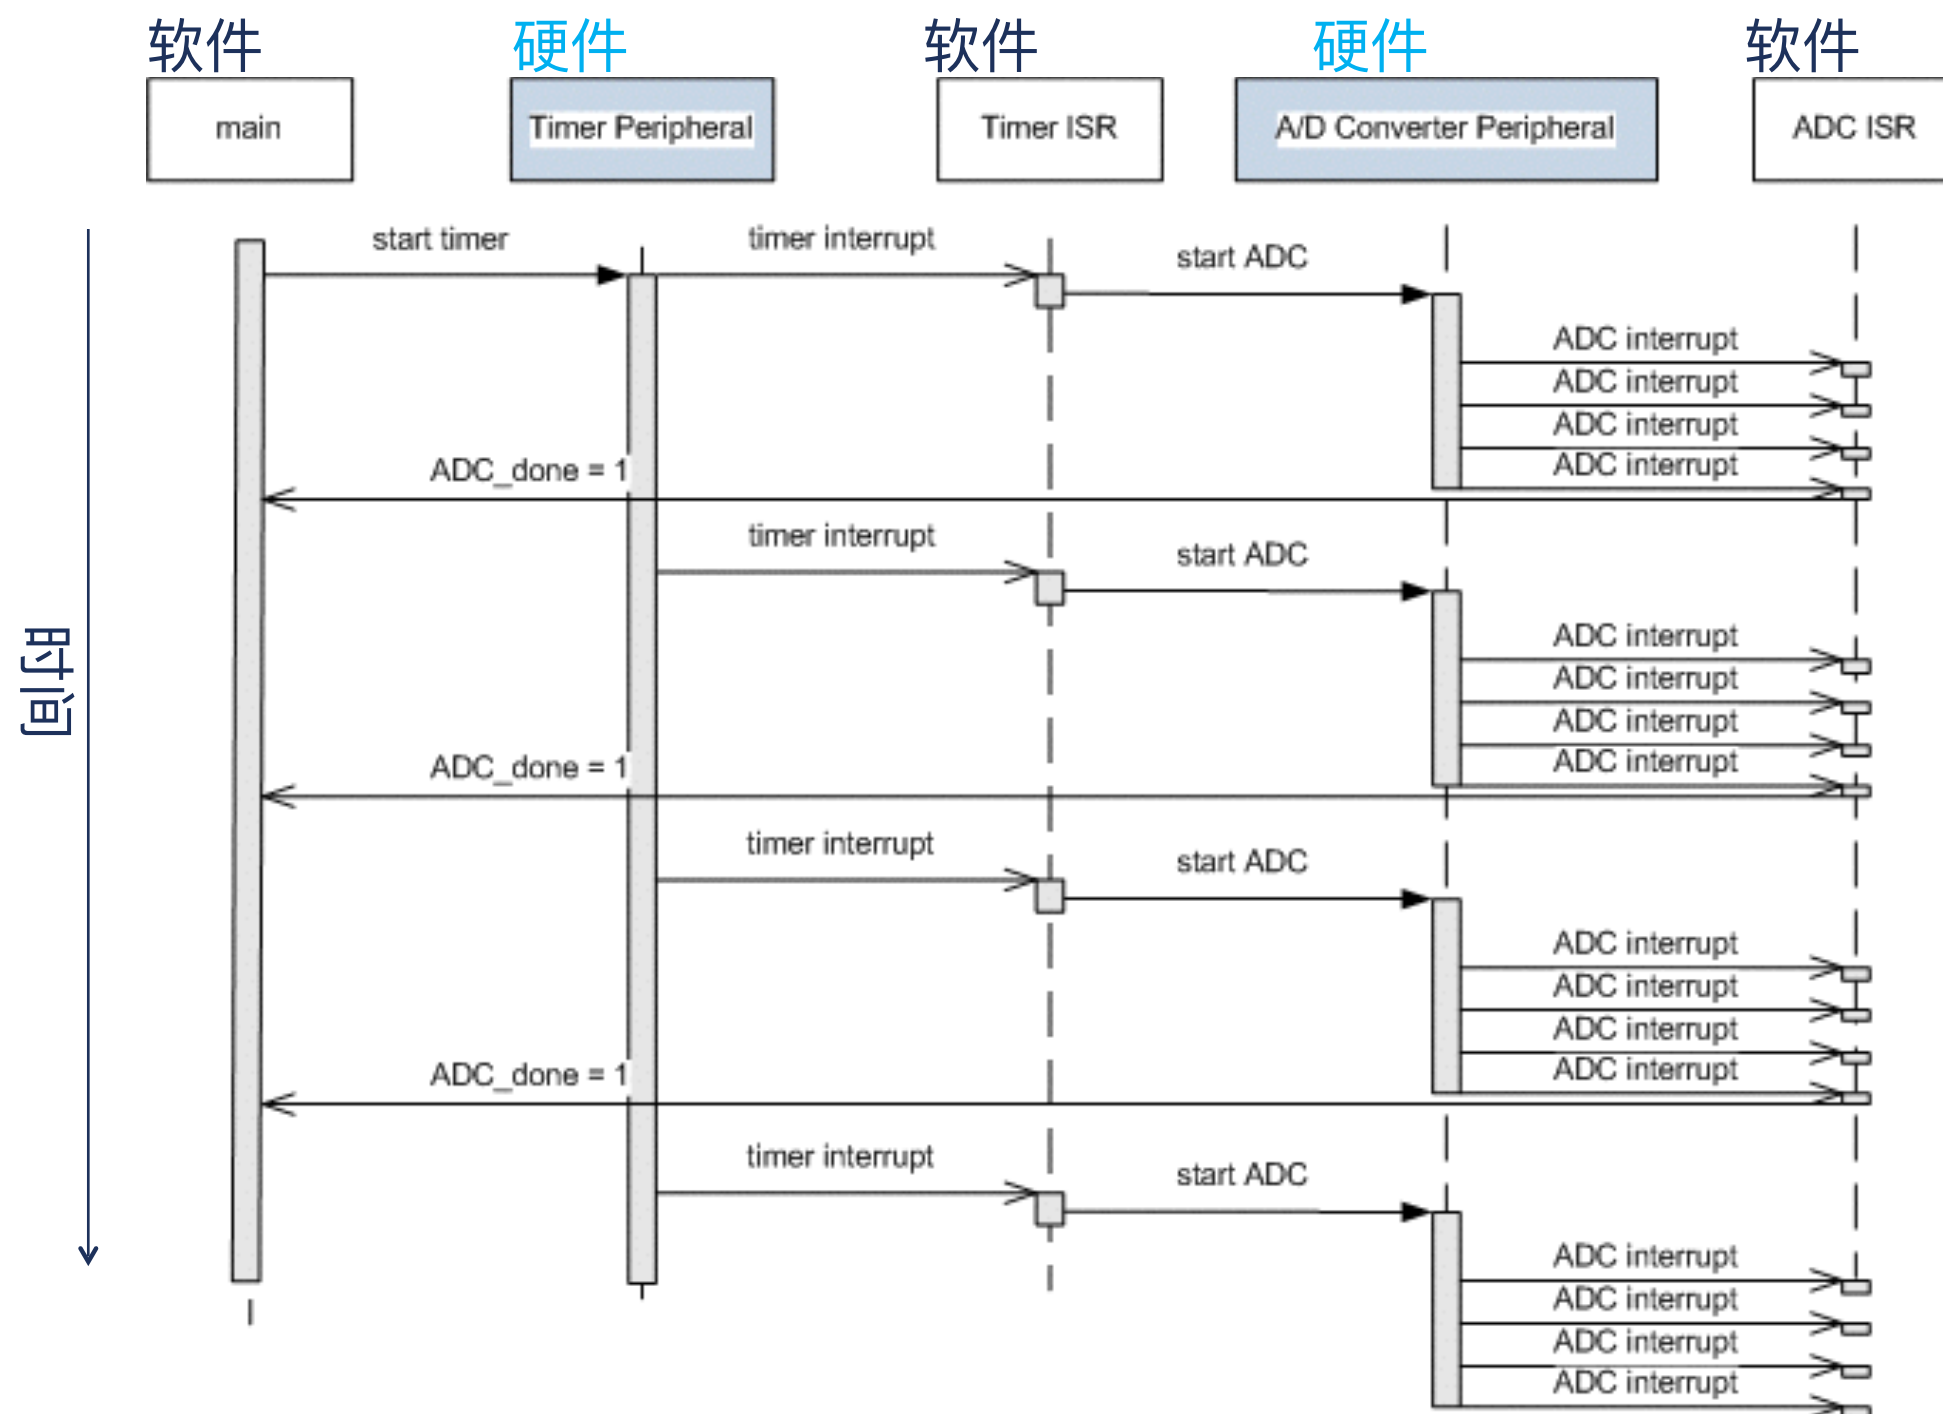 软件
硬件
软件
硬件
软件
main
Timer Peripheral
Timer ISR
A/D Converter Peripheral
ADC ISR
start timer
timer interrupt
start ADC
ADC interrupt
ADC interrupt
ADC interrupt
ADC interrupt
ADC_done = 1
timer interrupt
start ADC
时间
ADC interrupt
ADC interrupt
ADC interrupt
ADC interrupt
ADC_done = 1
timer interrupt
start ADC
ADC interrupt
ADC interrupt
ADC interrupt
ADC interrupt
ADC_done = 1
timer interrupt
start ADC
ADC interrupt
ADC interrupt
ADC interrupt
ADC interrupt